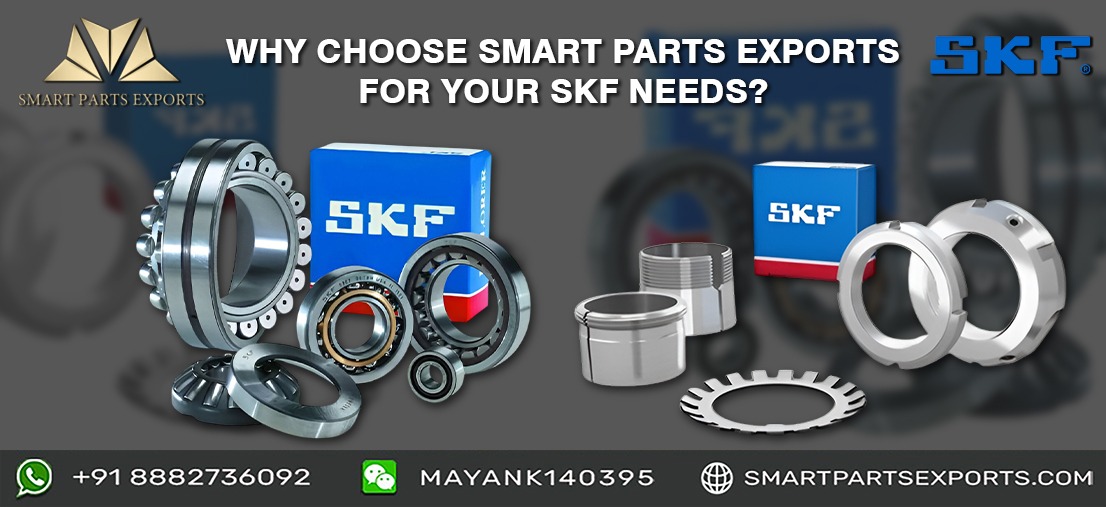 WHY CHOOSE SMART PARTS EXPORTS
FOR YOUR SKF NEEDS?
SMART PARTS EXPORTS
SKF
SKF
SKF
+91 8882736092
MAYANK140395
SMARTPARTSEXPORTS.COM